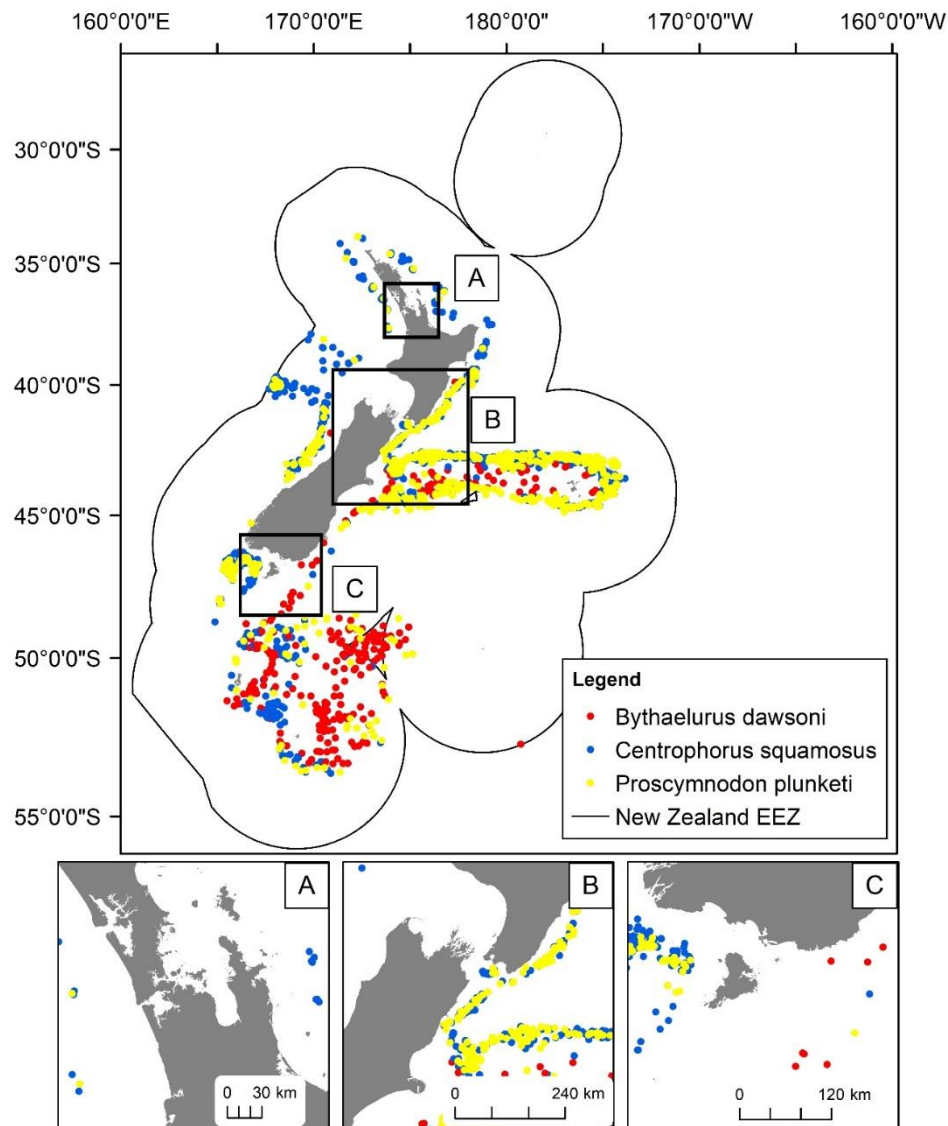 160°0'0"E 170°0'0"E 180°0'0" 170°0'0"W 160°0'0"W
30°0'0"S
35°0'0"S
A
40°0'0"S
B
45°0'0"S
C
50°0'0"S
55°0'0"S
Legend
Bythaelurus dawsoni
Centrophorus squamosus
Proscymnodon plunketi
New Zealand EEZ
A
0 30 km
B
0 240 km
C
0 120 km